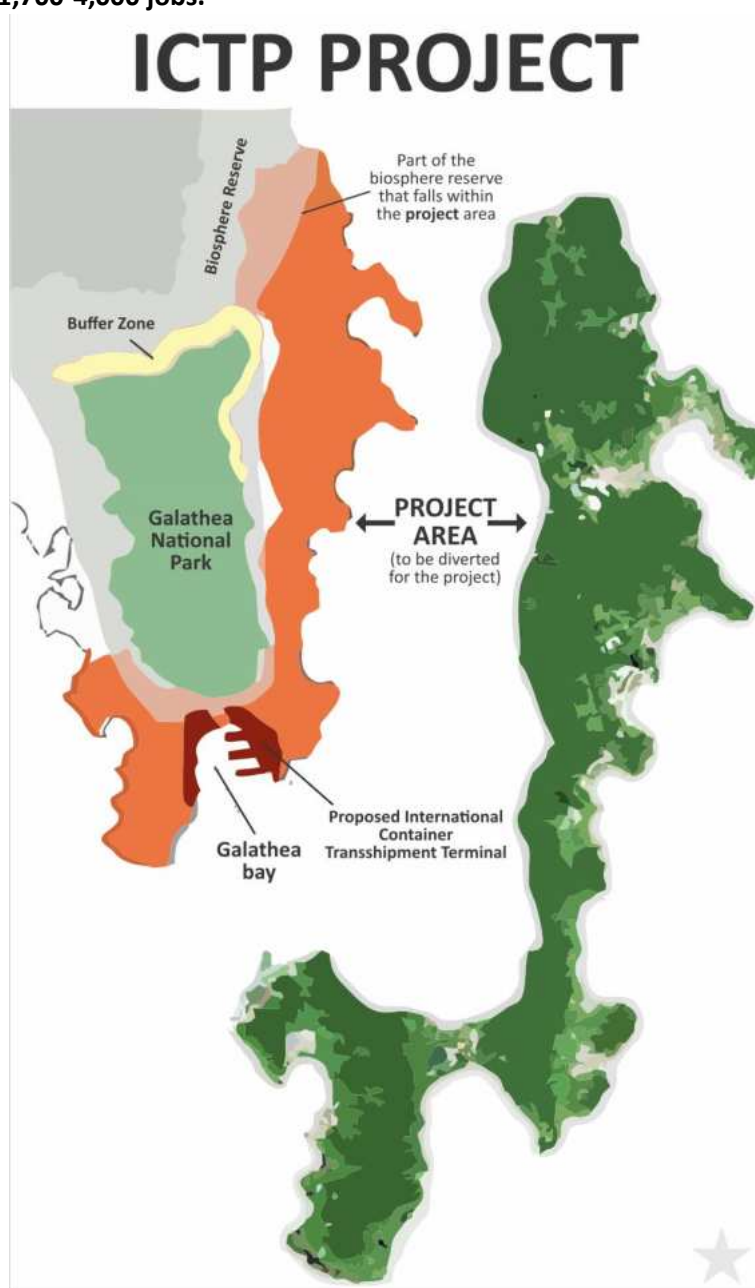 ICTP PROJECT
Part of the
biosphere reserve
that falls within
the project area
Biosphere Reserve
Buffer Zone
Galathea
National
Park
PROJECT
AREA
(to be diverted
for the project)
Proposed International
Container
Transshipment Terminal
Galathea
bay